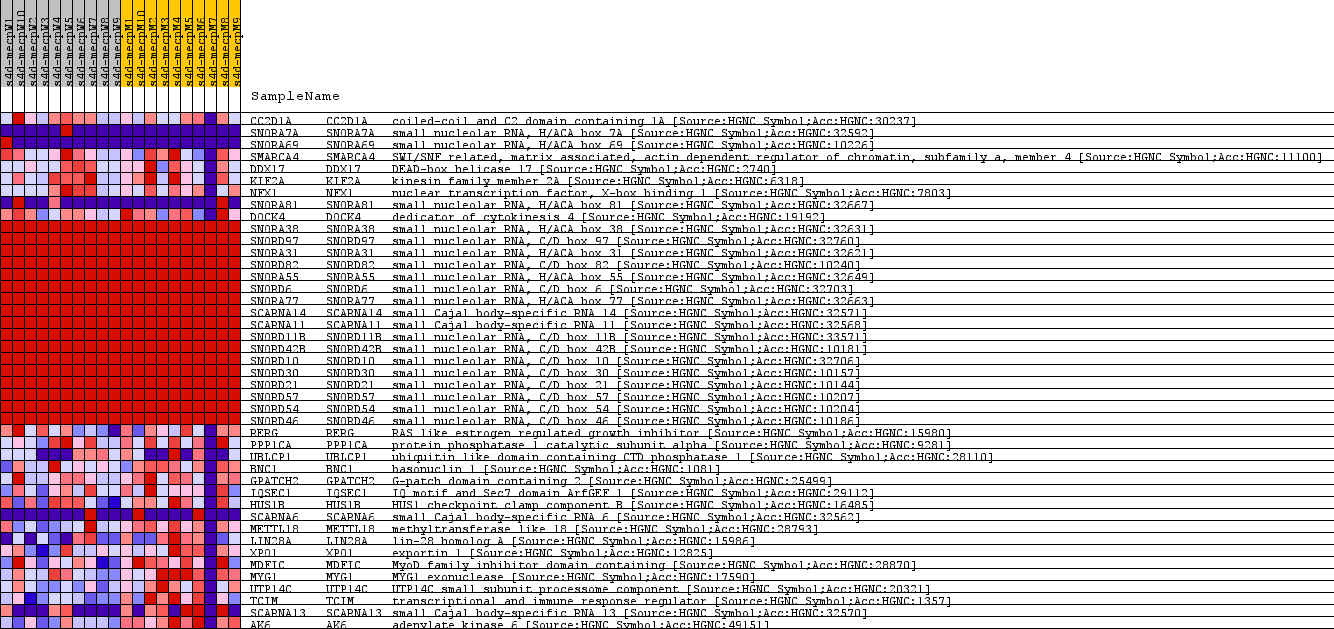 s4d-mecpW1
s4d-mecpW10
s4d-mecpW2
s4d-mecpW3
s4d-mecpW4
s4d-mecpW5
s4d-mecpW6
s4d-mecpW7
s4d-mecpW8
s4d-mecpW9
s4d-mecpM1
s4d-mecpM10
s4d-mecpM2
s4d-mecpM3
s4d-mecpM4
s4d-mecpM5
s4d-mecpM6
s4d-mecpM7
s4d-mecpM8
s4d-mecpM9
SampleName
CC2D1A CC2D1A coiled-coil and C2 domain containing 1A [Source:HGNC Symbol;Acc:HGNC:30237]
SNORA7A SNORA7A small nucleolar RNA, H/ACA box 7A [Source:HGNC Symbol;Acc:HGNC:32592]
SNORA69 SNORA69 small nucleolar RNA, H/ACA box 69 [Source:HGNC Symbol;Acc:HGNC:10226]
SMARCA4 SMARCA4 SWI/SNF related, matrix associated, actin dependent regulator of chromatin, subfamily a, member 4 [Source:HGNC Symbol;Acc:HGNC:11100]
DDX17 DDX17 DEAD-box helicase 17 [Source:HGNC Symbol;Acc:HGNC:2740]
KIF2A KIF2A kinesin family member 2A [Source:HGNC Symbol;Acc:HGNC:6318]
NFX1 NFX1 nuclear transcription factor, X-box binding 1 [Source:HGNC Symbol;Acc:HGNC:7803]
SNORA81 SNORA81 small nucleolar RNA, H/ACA box 81 [Source:HGNC Symbol;Acc:HGNC:32667]
DOCK4 DOCK4 dedicator of cytokinesis 4 [Source:HGNC Symbol;Acc:HGNC:19192]
SNORA38 SNORA38 small nucleolar RNA, H/ACA box 38 [Source:HGNC Symbol;Acc:HGNC:32631]
SNORD97 SNORD97 small nucleolar RNA, C/D box 97 [Source:HGNC Symbol;Acc:HGNC:32760]
SNORA31 SNORA31 small nucleolar RNA, H/ACA box 31 [Source:HGNC Symbol;Acc:HGNC:32621]
SNORD82 SNORD82 small nucleolar RNA, C/D box 82 [Source:HGNC Symbol;Acc:HGNC:10240]
SNORA55 SNORA55 small nucleolar RNA, H/ACA box 55 [Source:HGNC Symbol;Acc:HGNC:32649]
SNORD6 SNORD6 small nucleolar RNA, C/D box 6 [Source:HGNC Symbol;Acc:HGNC:32703]
SNORA77 SNORA77 small nucleolar RNA, H/ACA box 77 [Source:HGNC Symbol;Acc:HGNC:32663]
SCARNA14 SCARNA14 small Cajal body-specific RNA 14 [Source:HGNC Symbol;Acc:HGNC:32571]
SCARNA11 SCARNA11 small Cajal body-specific RNA 11 [Source:HGNC Symbol;Acc:HGNC:32568]
SNORD11B SNORD11B small nucleolar RNA, C/D box 11B [Source:HGNC Symbol;Acc:HGNC:33571]
SNORD42B SNORD42B small nucleolar RNA, C/D box 42B [Source:HGNC Symbol;Acc:HGNC:10181]
SNORD10 SNORD10 small nucleolar RNA, C/D box 10 [Source:HGNC Symbol;Acc:HGNC:32706]
SNORD30 SNORD30 small nucleolar RNA, C/D box 30 [Source:HGNC Symbol;Acc:HGNC:10157]
SNORD21 SNORD21 small nucleolar RNA, C/D box 21 [Source:HGNC Symbol;Acc:HGNC:10144]
SNORD57 SNORD57 small nucleolar RNA, C/D box 57 [Source:HGNC Symbol;Acc:HGNC:10207]
SNORD54 SNORD54 small nucleolar RNA, C/D box 54 [Source:HGNC Symbol;Acc:HGNC:10204]
SNORD46 SNORD46 small nucleolar RNA, C/D box 46 [Source:HGNC Symbol;Acc:HGNC:10186]
RERG RERG RAS like estrogen regulated growth inhibitor [Source:HGNC Symbol;Acc:HGNC:15980]
PPP1CA PPP1CA protein phosphatase 1 catalytic subunit alpha [Source:HGNC Symbol;Acc:HGNC:9281]
UBLCP1 UBLCP1 ubiquitin like domain containing CTD phosphatase 1 [Source:HGNC Symbol;Acc:HGNC:28110]
BNC1 BNC1 basonuclin 1 [Source:HGNC Symbol;Acc:HGNC:1081]
GPATCH2 GPATCH2 G-patch domain containing 2 [Source:HGNC Symbol;Acc:HGNC:25499]
IQSEC1 IQSEC1 IQ motif and Sec7 domain ArfGEF 1 [Source:HGNC Symbol;Acc:HGNC:29112]
HUS1B HUS1B HUS1 checkpoint clamp component B [Source:HGNC Symbol;Acc:HGNC:16485]
SCARNA6 SCARNA6 small Cajal body-specific RNA 6 [Source:HGNC Symbol;Acc:HGNC:32562]
METTL18 METTL18 methyltransferase like 18 [Source:HGNC Symbol;Acc:HGNC:28793]
LIN28A LIN28A lin-28 homolog A [Source:HGNC Symbol;Acc:HGNC:15986]
XPO1 XPO1 exportin 1 [Source:HGNC Symbol;Acc:HGNC:12825]
MDFIC MDFIC MyoD family inhibitor domain containing [Source:HGNC Symbol;Acc:HGNC:28870]
MYG1 MYG1 MYG1 exonuclease [Source:HGNC Symbol;Acc:HGNC:17590]
UTP14C UTP14C UTP14C small subunit processome component [Source:HGNC Symbol;Acc:HGNC:20321]
TCIM TCIM transcriptional and immune response regulator [Source:HGNC Symbol;Acc:HGNC:1357]
SCARNA13 SCARNA13 small Cajal body-specific RNA 13 [Source:HGNC Symbol;Acc:HGNC:32570]
AK6 AK6 adenylate kinase 6 [Source:HGNC Symbol;Acc:HGNC:49151]